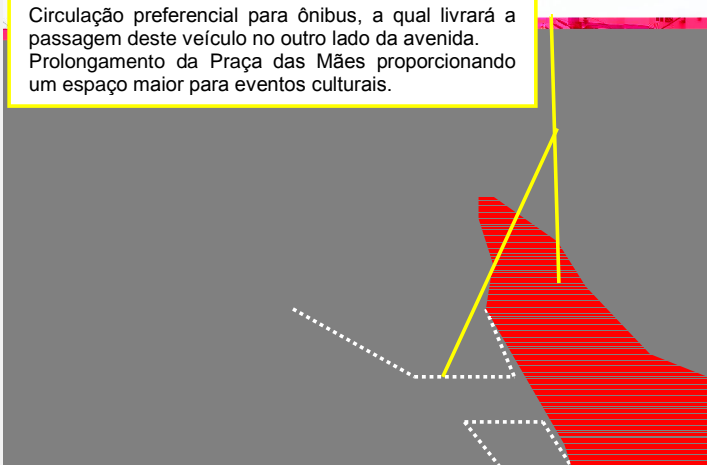 Circulação preferencial para ônibus, a qual livrará a
passagem deste veículo no outro lado da avenida.
Prolongamento da Praça das Mães proporcionando
um espaço maior para eventos culturais.